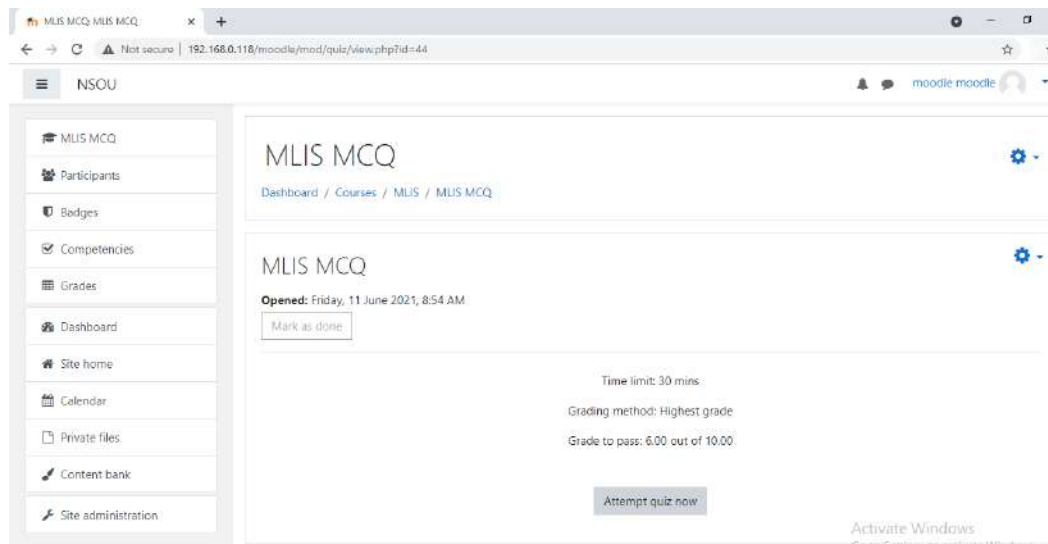 MLIS MCQ: MLIS MCQ
Not secure | 192.168.0.118/moodle/mod/quiz/view.php?id=44
NSOU
moodle moodle
MLIS MCQ
Participants
Badges
Competencies
Grades
Dashboard
Site home
Calendar
Private files
Content bank
Site administration
MLIS MCQ
Dashboard / Courses / MLIS / MLIS MCQ
MLIS MCQ
Opened: Friday, 11 June 2021, 8:54 AM
Mark as done
Time limit: 30 mins
Grading method: Highest grade
Grade to pass: 6.00 out of 10.00
Attempt quiz now
Activate Windows